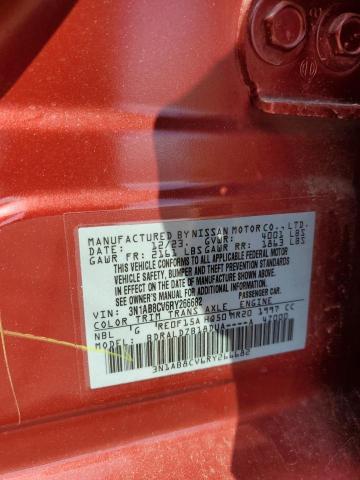 MANUFACTURED BY NISSAN MOTOR CO., LTD.
DATE: 12/23. GVWR: 4001 LBS
GAWR FR: 2161 LBS GAWR RR: 1863 LBS
THIS VEHICLE CONFORMS TO ALL APPLICABLE FEDERAL MOTOR
VEHICLE SAFETY, BUMPER, AND THEFT PREVENTION STANDARDS
IN EFFECT ON THE DATE OF MANUFACTURE SHOWN ABOVE.
SEE OWNER'S MANUAL FOR ADDITIONAL INFORMATION.
PASSENGER CAR
VIN: 3N1AB8CV6RY266682
COLOR TRIM TRANS AXLE ENGINE
NBL G RE0F15A HQ50 MR20 1997 CC
BDRALDZB18DUA----A 47000
3N1AB8CV6RY266682